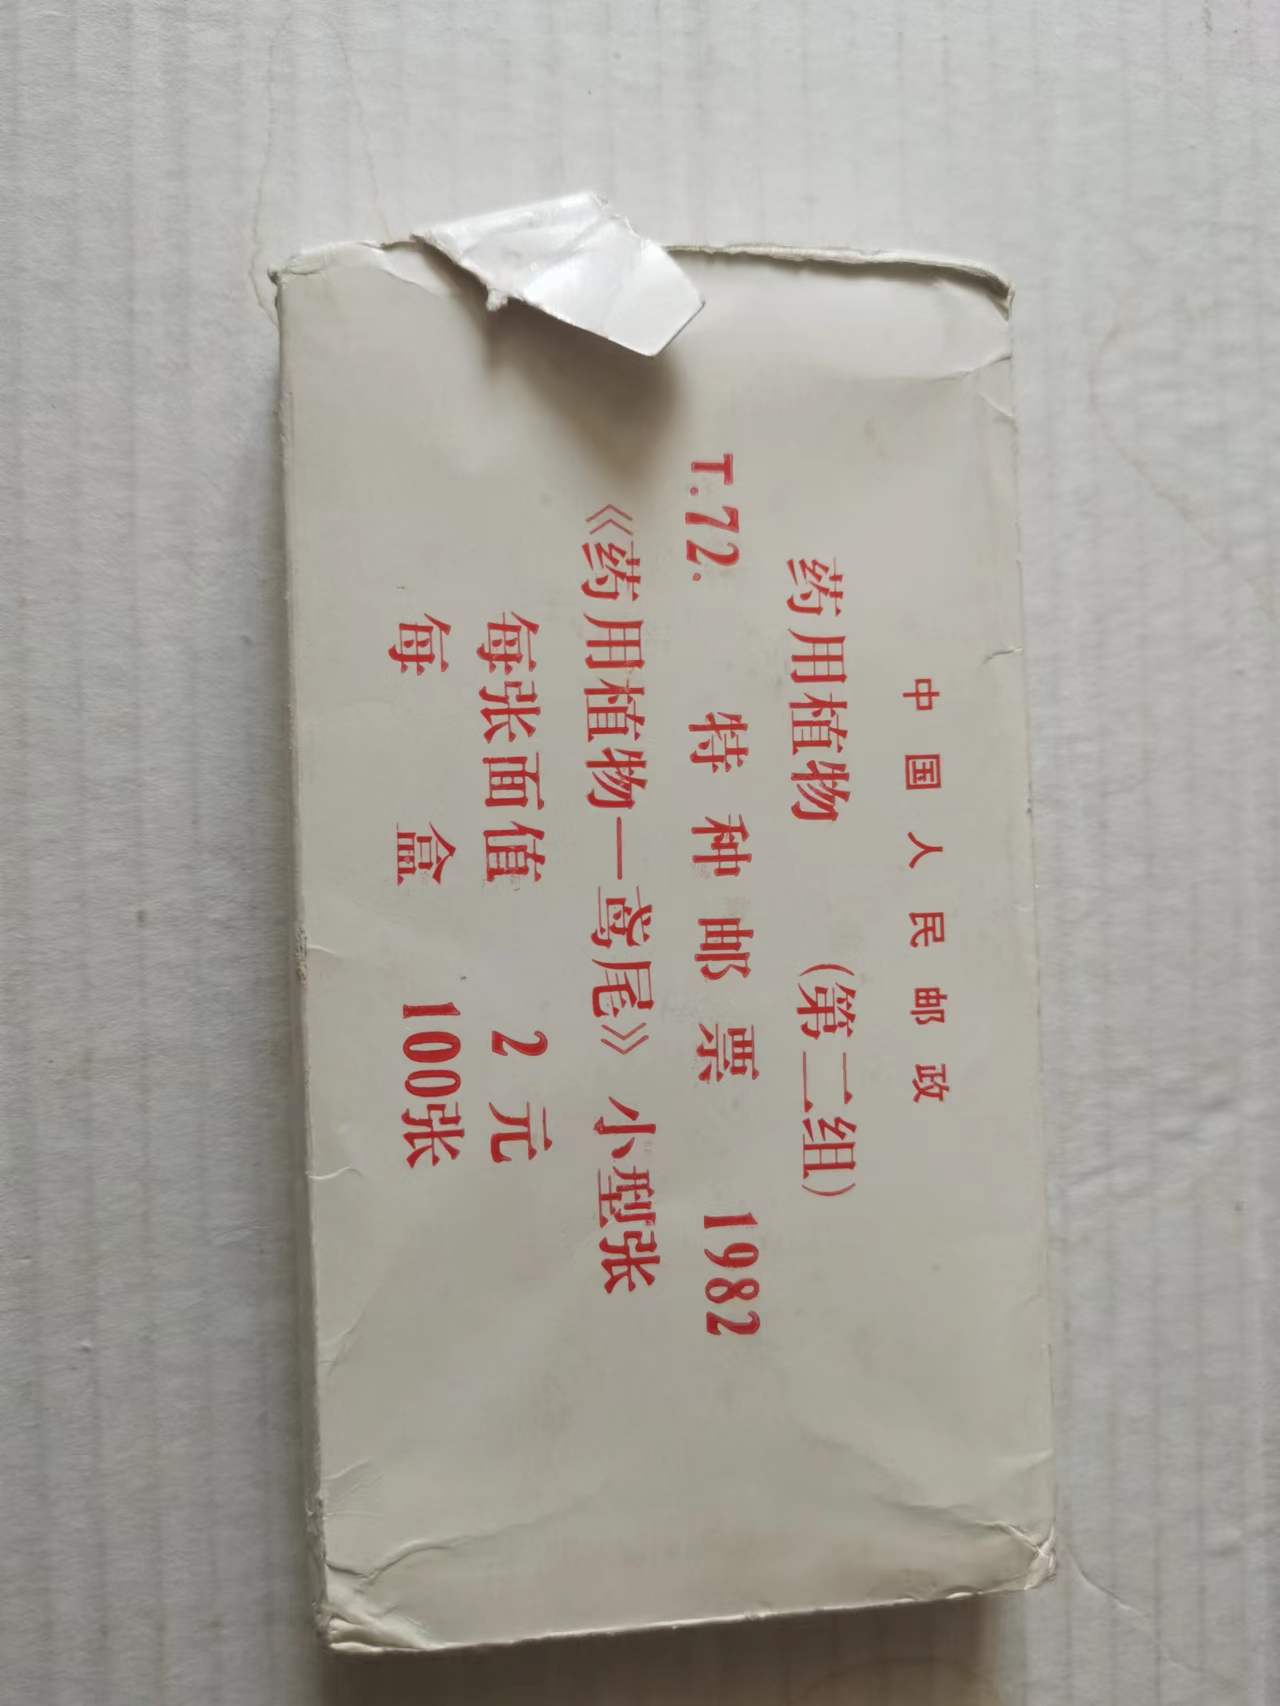 中国人民邮政
药用植物 (第二组)
T.72. 特种邮票 1982
《药用植物—鸢尾》小型张
每张面值 2元
每盒 100张